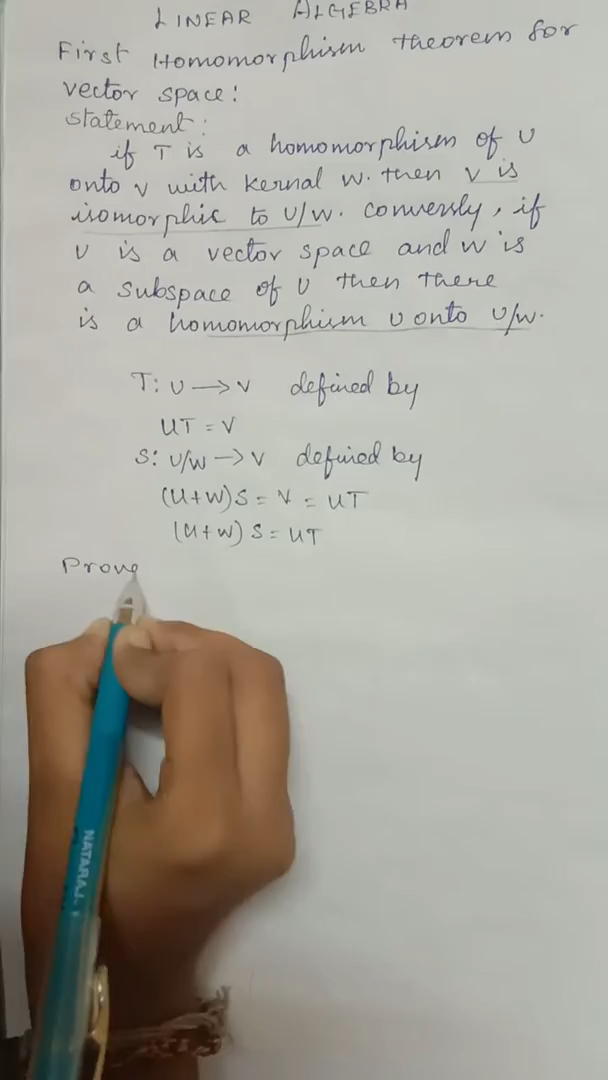 LINEAR ALGEBRA
First Homomorphism theorem for
vector space:
statement:
if T is a homomorphism of U
onto V with kernal W. then V is
isomorphic to U/W. conversly, if
U is a vector space and W is
a subspace of U then there
is a homomorphism U onto U/W.
T: U → V defined by
UT = V
S: U/W → V defined by
(U+W)S = V = UT
(U+W) S = UT
Prove
NATARAJ